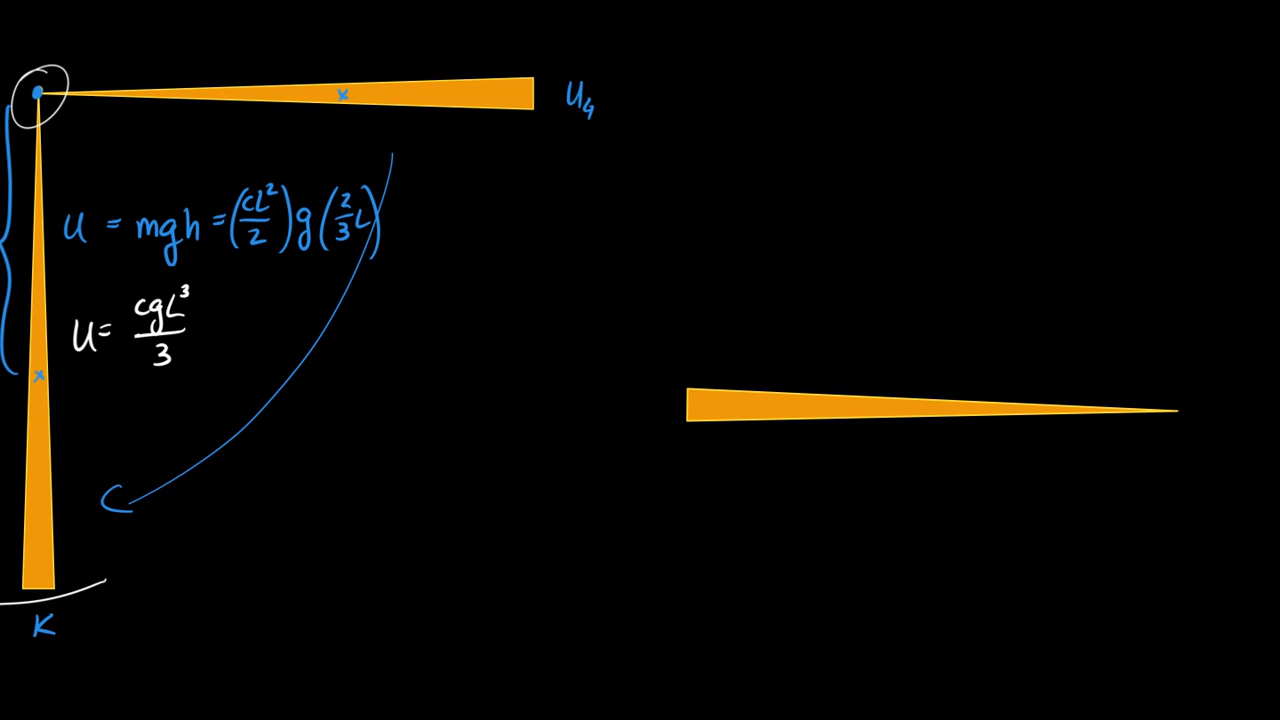 U₄
U = mgh = (cL²/2) g (2/3 L)
U = cgL³/3
K